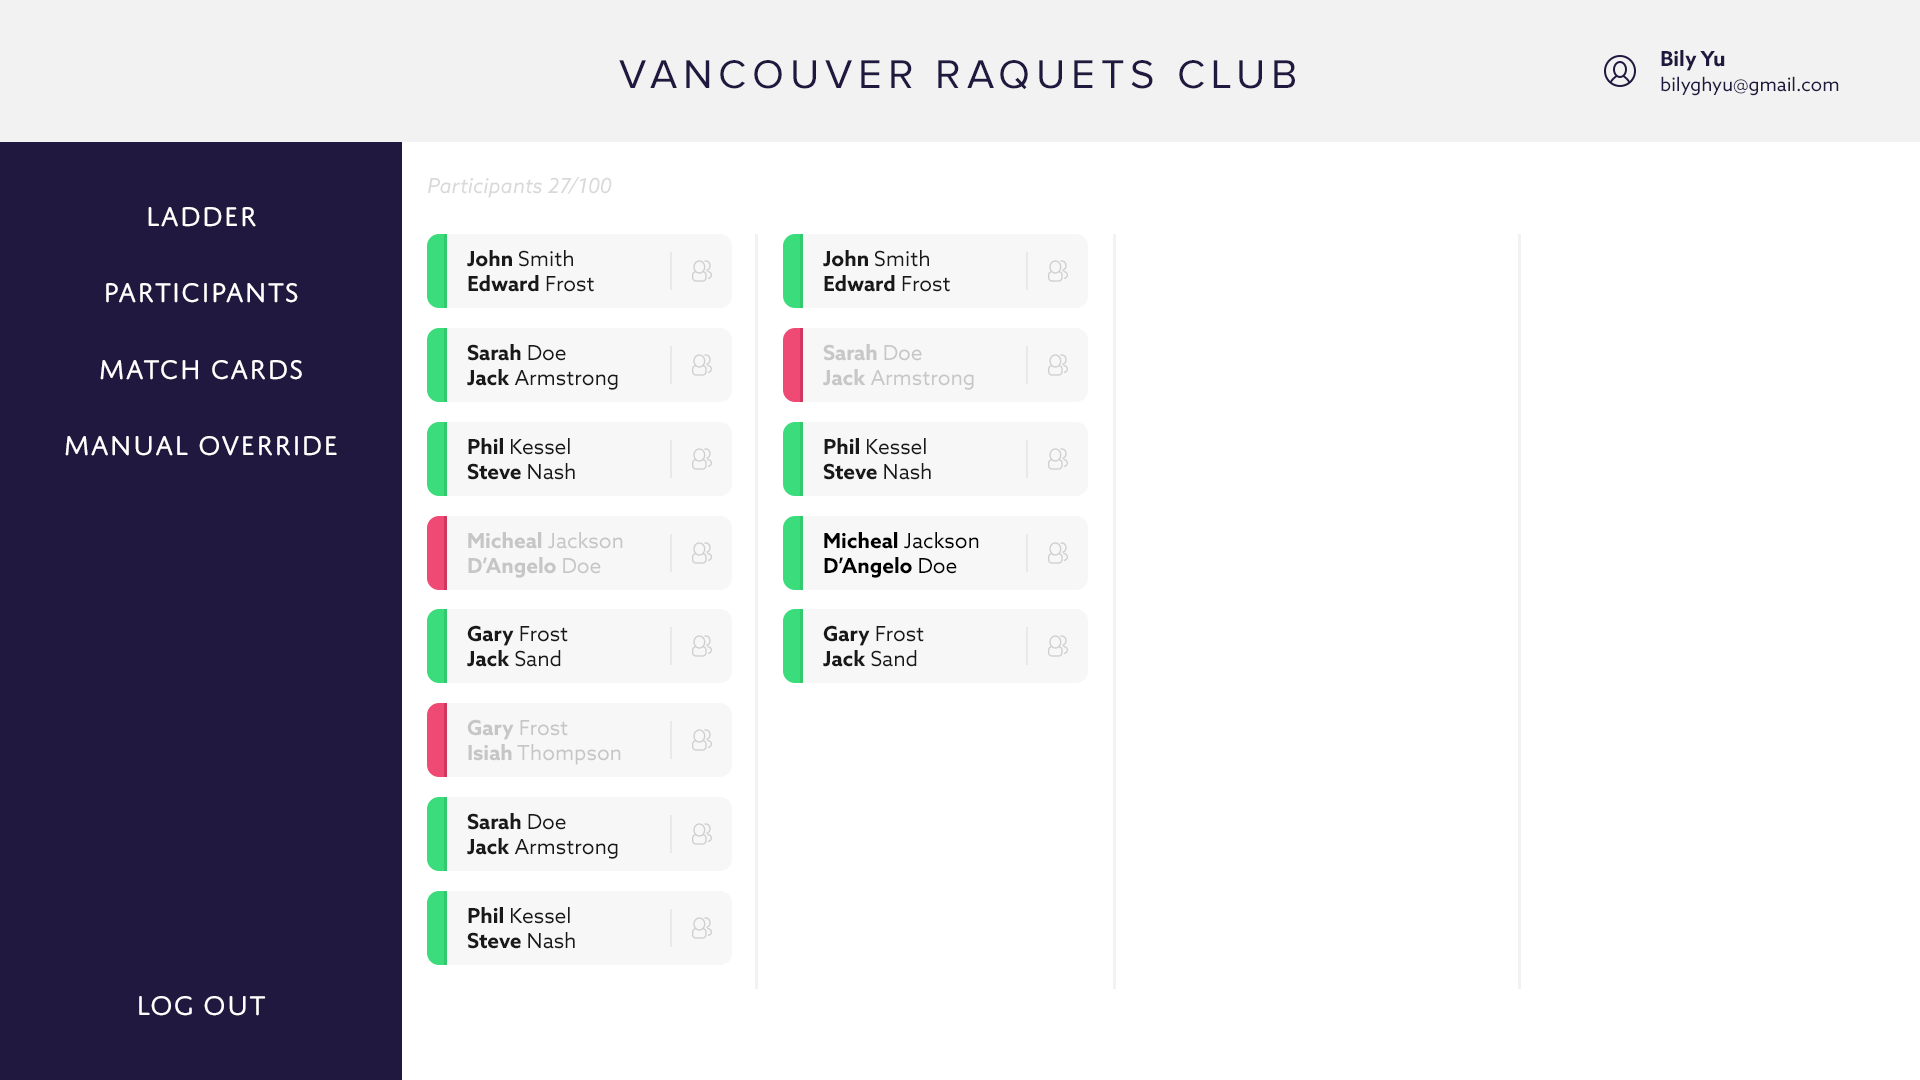 VANCOUVER RAQUETS CLUB
Bily Yu
bilyghyu@gmail.com
LADDER
PARTICIPANTS
MATCH CARDS
MANUAL OVERRIDE
LOG OUT
Participants 27/100
John Smith
Edward Frost
Sarah Doe
Jack Armstrong
Phil Kessel
Steve Nash
Micheal Jackson
D’Angelo Doe
Gary Frost
Jack Sand
Gary Frost
Isiah Thompson
Sarah Doe
Jack Armstrong
Phil Kessel
Steve Nash
John Smith
Edward Frost
Sarah Doe
Jack Armstrong
Phil Kessel
Steve Nash
Micheal Jackson
D’Angelo Doe
Gary Frost
Jack Sand